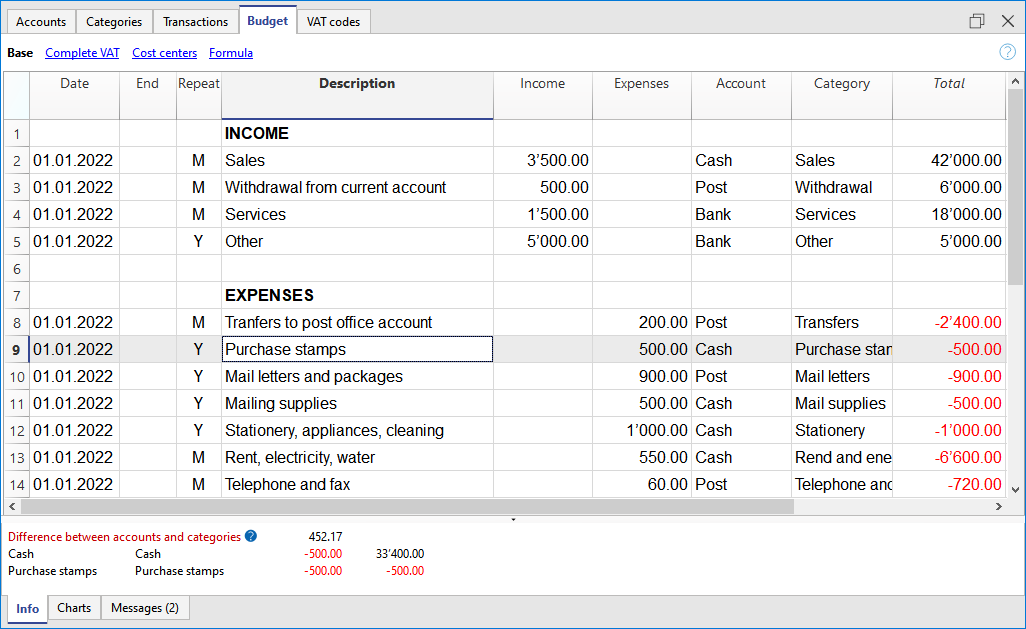 Accounts Categories Transactions Budget VAT codes
Base Complete VAT Cost centers Formula ?
Date End Repeat Description Income Expenses Account Category Total
1 INCOME
2 01.01.2022 M Sales 3’500.00 Cash Sales 42’000.00
3 01.01.2022 M Withdrawal from current account 500.00 Post Withdrawal 6’000.00
4 01.01.2022 M Services 1’500.00 Bank Services 18’000.00
5 01.01.2022 Y Other 5’000.00 Bank Other 5’000.00
6
7 EXPENSES
8 01.01.2022 M Tranfers to post office account 200.00 Post Transfers -2’400.00
9 01.01.2022 Y Purchase stamps 500.00 Cash Purchase stan -500.00
10 01.01.2022 Y Mail letters and packages 900.00 Post Mail letters -900.00
11 01.01.2022 Y Mailing supplies 500.00 Cash Mail supplies -500.00
12 01.01.2022 Y Stationery, appliances, cleaning 1’000.00 Cash Stationery -1’000.00
13 01.01.2022 M Rent, electricity, water 550.00 Cash Rend and ene -6’600.00
14 01.01.2022 M Telephone and fax 60.00 Post Telephone and -720.00
Difference between accounts and categories ? 452.17
Cash Cash -500.00 33’400.00
Purchase stamps Purchase stamps -500.00 -500.00
Info Charts Messages (2)